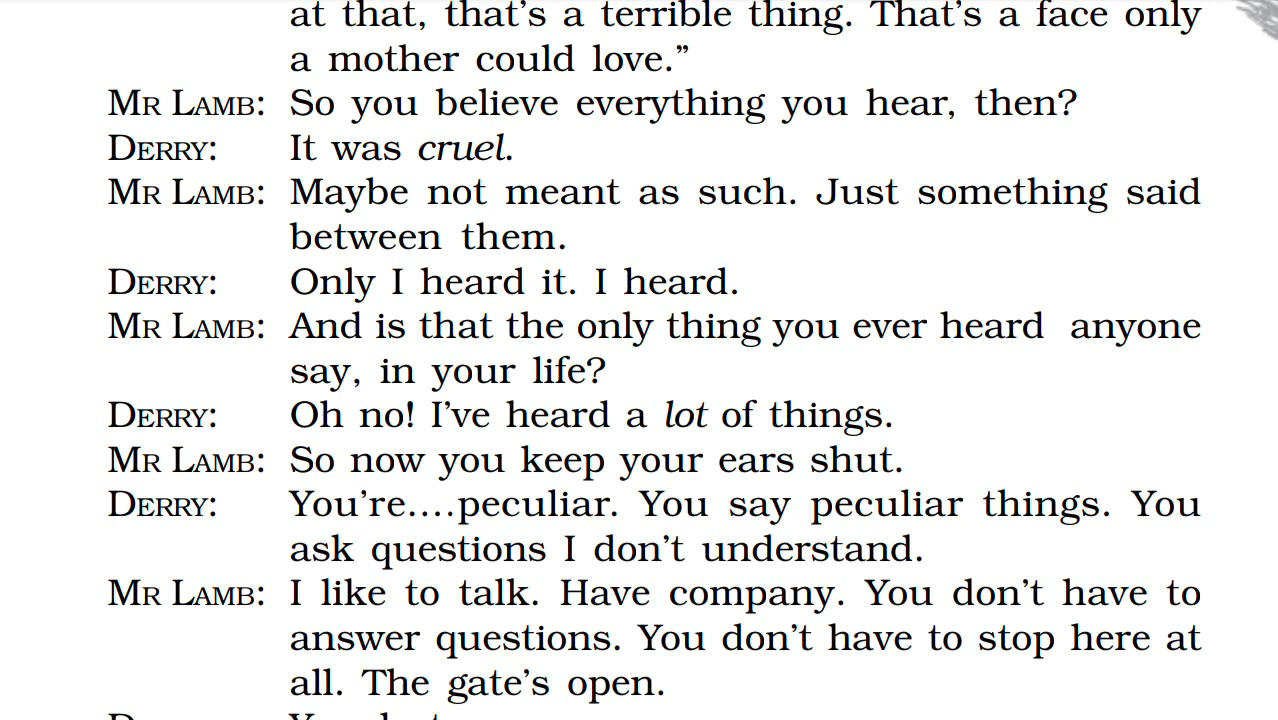 at that, that's a terrible thing. That's a face only
a mother could love.”
MR LAMB: So you believe everything you hear, then?
DERRY: It was cruel.
MR LAMB: Maybe not meant as such. Just something said
between them.
DERRY: Only I heard it. I heard.
MR LAMB: And is that the only thing you ever heard anyone
say, in your life?
DERRY: Oh no! I've heard a lot of things.
MR LAMB: So now you keep your ears shut.
DERRY: You're....peculiar. You say peculiar things. You
ask questions I don't understand.
MR LAMB: I like to talk. Have company. You don't have to
answer questions. You don't have to stop here at
all. The gate's open.